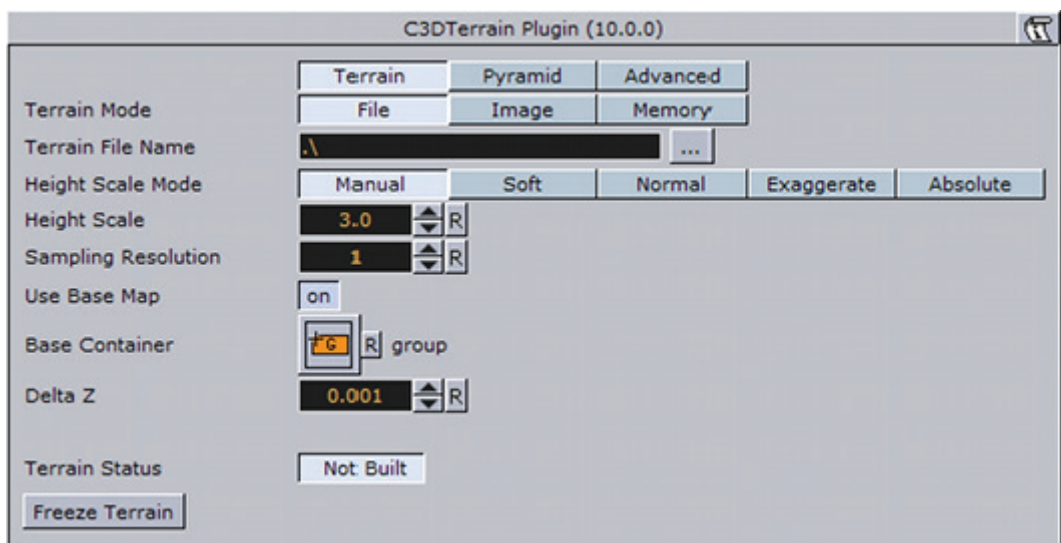 C3DTerrain Plugin (10.0.0)
Terrain Pyramid Advanced
Terrain Mode File Image Memory
Terrain File Name .\ ...
Height Scale Mode Manual Soft Normal Exaggerate Absolute
Height Scale 3.0 R
Sampling Resolution 1 R
Use Base Map on
Base Container G R group
Delta Z 0.001 R
Terrain Status Not Built
Freeze Terrain